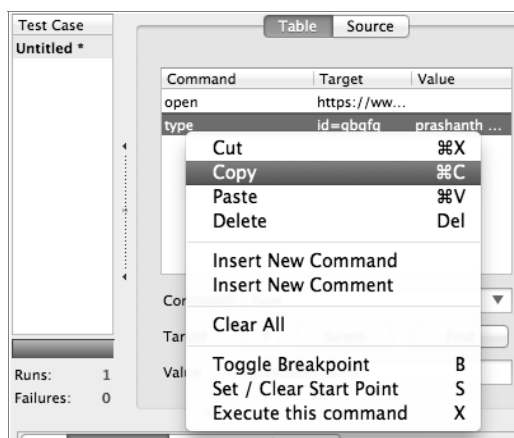 Test Case
Table Source
Untitled *
Command Target Value
open https://ww...
type id=gbqfq prashanth ...
Cut ⌘X
Copy ⌘C
Paste ⌘V
Delete Del
Insert New Command
Insert New Comment
Clear All
Toggle Breakpoint B
Set / Clear Start Point S
Execute this command X
Runs: 1
Failures: 0